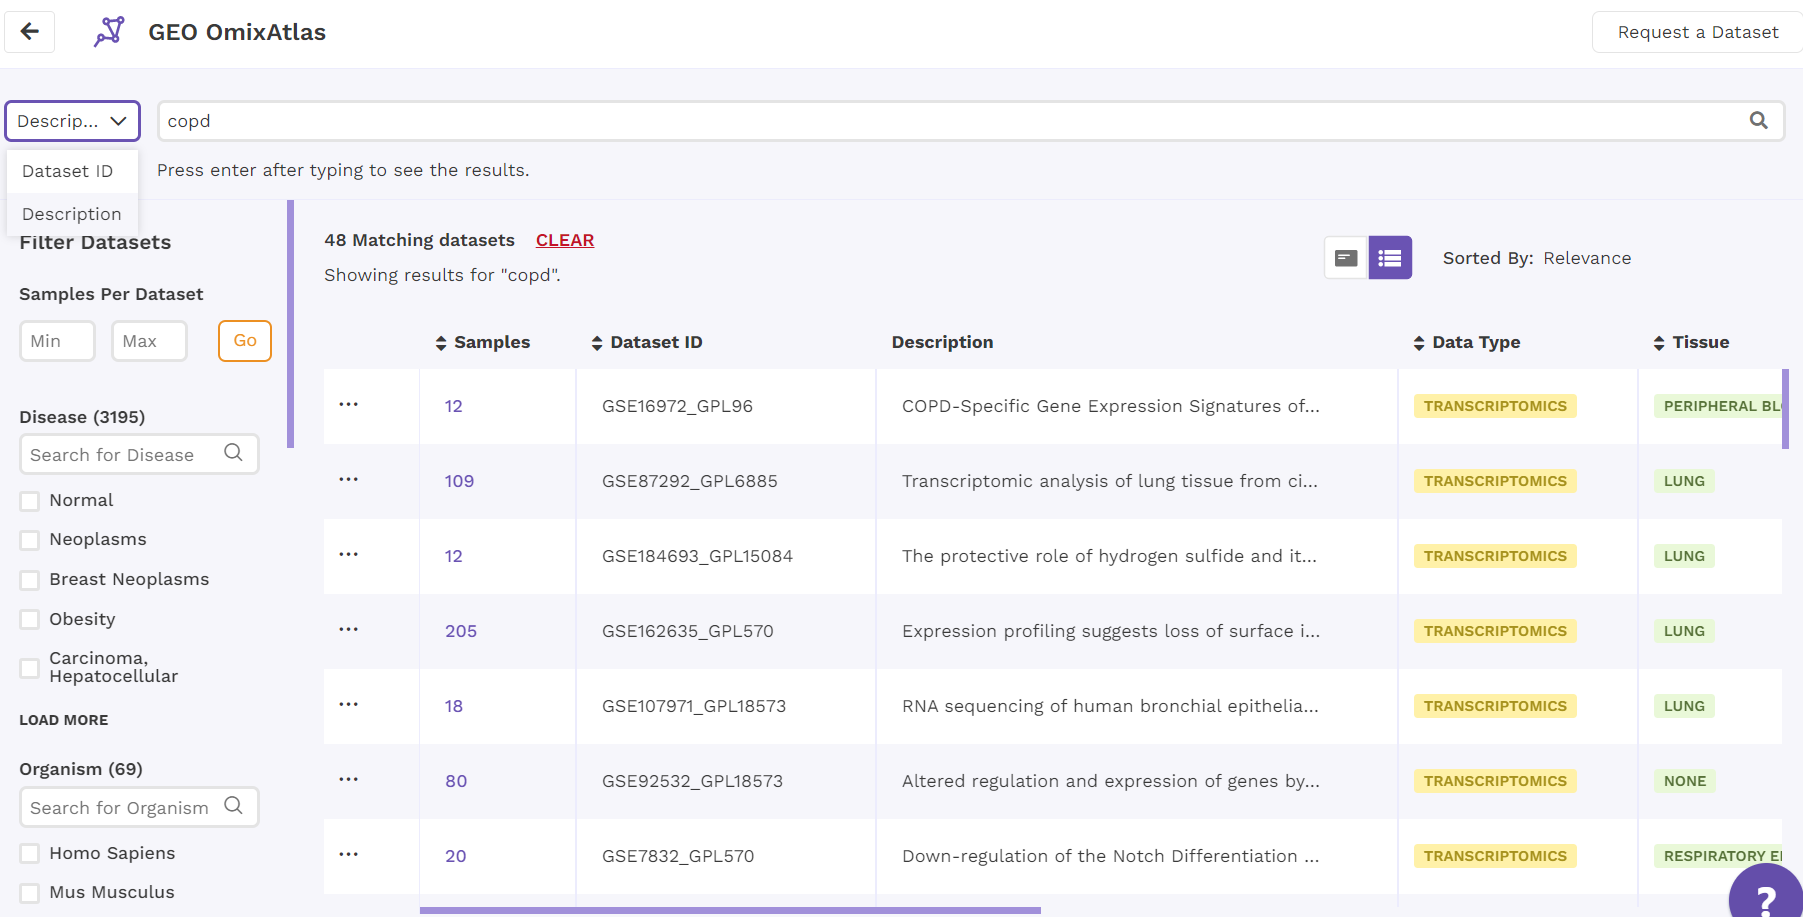 GEO OmixAtlas
Request a Dataset
Descrip...
copd
Dataset ID
Description
Press enter after typing to see the results.
Filter Datasets
Samples Per Dataset
Min
Max
Go
Disease (3195)
Search for Disease
Normal
Neoplasms
Breast Neoplasms
Obesity
Carcinoma,
Hepatocellular
LOAD MORE
Organism (69)
Search for Organism
Homo Sapiens
Mus Musculus
48 Matching datasets CLEAR
Showing results for "copd".
Sorted By: Relevance
Samples Dataset ID Description Data Type Tissue
... 12 GSE16972_GPL96 COPD-Specific Gene Expression Signatures of... TRANSCRIPTOMICS PERIPHERAL BL
... 109 GSE87292_GPL6885 Transcriptomic analysis of lung tissue from ci... TRANSCRIPTOMICS LUNG
... 12 GSE184693_GPL15084 The protective role of hydrogen sulfide and it... TRANSCRIPTOMICS LUNG
... 205 GSE162635_GPL570 Expression profiling suggests loss of surface i... TRANSCRIPTOMICS LUNG
... 18 GSE107971_GPL18573 RNA sequencing of human bronchial epithelia... TRANSCRIPTOMICS LUNG
... 80 GSE92532_GPL18573 Altered regulation and expression of genes by... TRANSCRIPTOMICS NONE
... 20 GSE7832_GPL570 Down-regulation of the Notch Differentiation ... TRANSCRIPTOMICS RESPIRATORY E
?